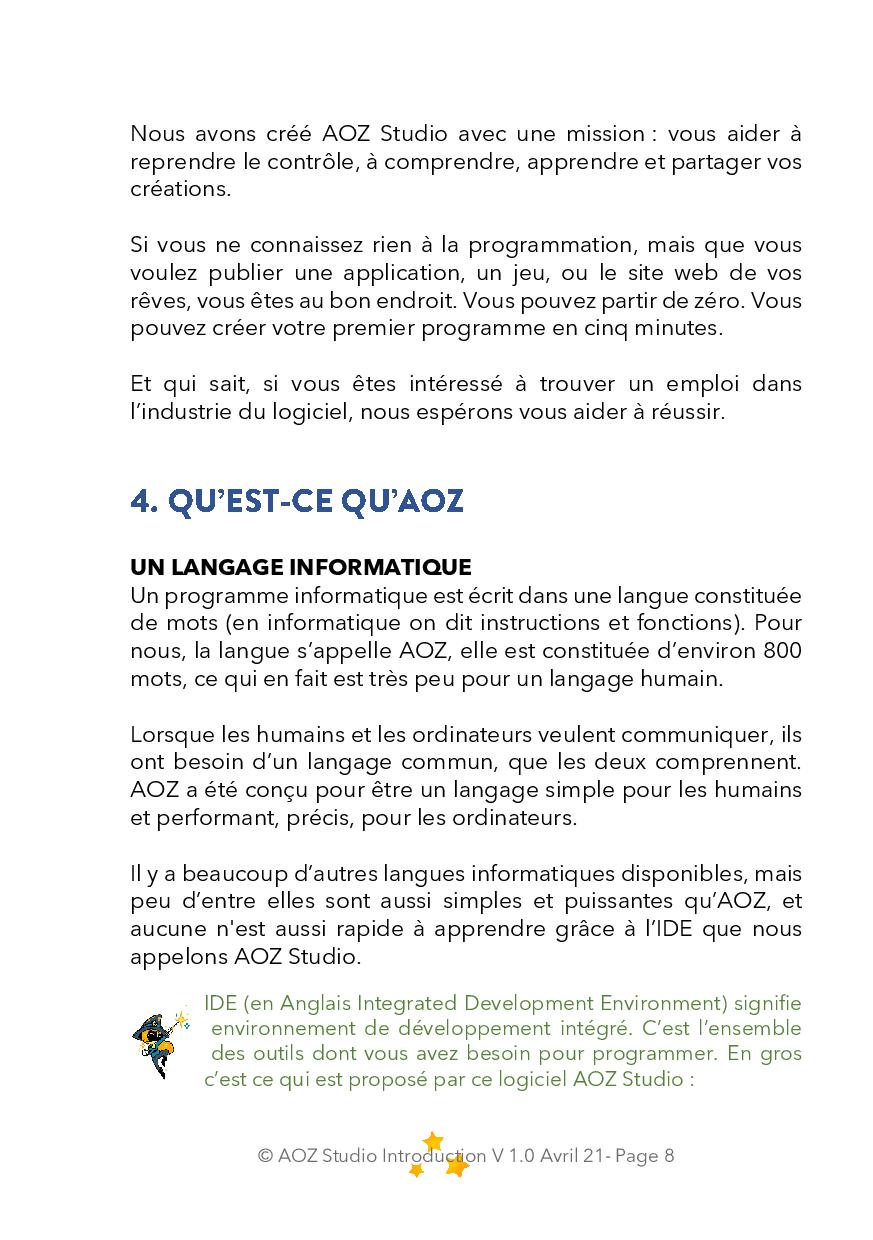 Nous avons créé AOZ Studio avec une mission : vous aider à
reprendre le contrôle, à comprendre, apprendre et partager vos
créations.
Si vous ne connaissez rien à la programmation, mais que vous
voulez publier une application, un jeu, ou le site web de vos
rêves, vous êtes au bon endroit. Vous pouvez partir de zéro. Vous
pouvez créer votre premier programme en cinq minutes.
Et qui sait, si vous êtes intéressé à trouver un emploi dans
l’industrie du logiciel, nous espérons vous aider à réussir.
4. QU’EST-CE QU’AOZ
UN LANGAGE INFORMATIQUE
Un programme informatique est écrit dans une langue constituée
de mots (en informatique on dit instructions et fonctions). Pour
nous, la langue s’appelle AOZ, elle est constituée d’environ 800
mots, ce qui en fait est très peu pour un langage humain.
Lorsque les humains et les ordinateurs veulent communiquer, ils
ont besoin d’un langage commun, que les deux comprennent.
AOZ a été conçu pour être un langage simple pour les humains
et performant, précis, pour les ordinateurs.
Il y a beaucoup d’autres langues informatiques disponibles, mais
peu d’entre elles sont aussi simples et puissantes qu’AOZ, et
aucune n'est aussi rapide à apprendre grâce à l’IDE que nous
appelons AOZ Studio.
IDE (en Anglais Integrated Development Environment) signifie
environnement de développement intégré. C’est l’ensemble
des outils dont vous avez besoin pour programmer. En gros
c’est ce qui est proposé par ce logiciel AOZ Studio :
© AOZ Studio Introduction V 1.0 Avril 21- Page 8